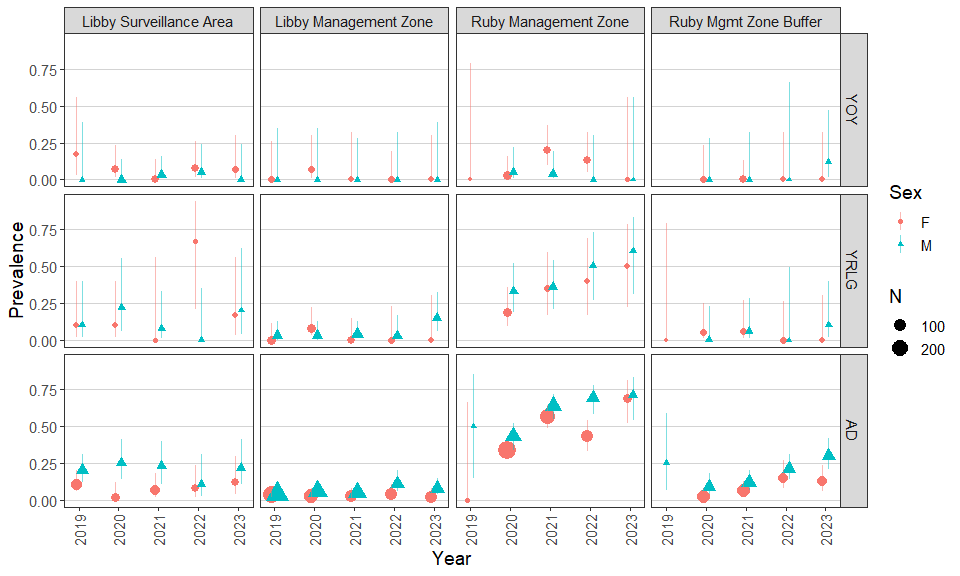 Libby Surveillance Area Libby Management Zone Ruby Management Zone Ruby Mgmt Zone Buffer
0.75
0.50
0.25
0.00
YOY
0.75
0.50
0.25
0.00
YRLG
0.75
0.50
0.25
0.00
AD
Prevalence
2019 2020 2021 2022 2023 2019 2020 2021 2022 2023 2019 2020 2021 2022 2023 2019 2020 2021 2022 2023
Year
Sex
F
M
N
100
200